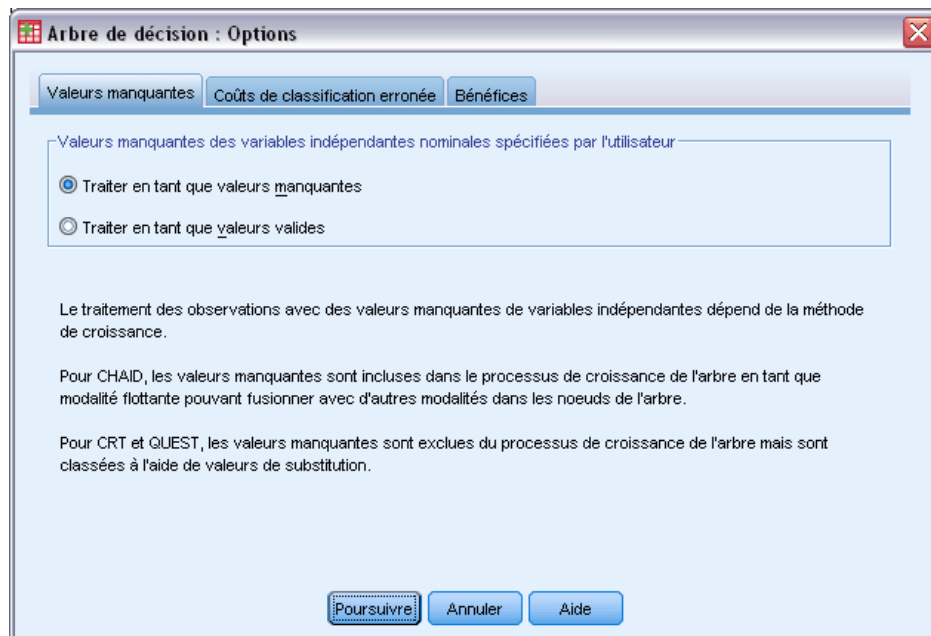 Arbre de décision : Options
Valeurs manquantes
Coûts de classification erronée
Bénéfices
Valeurs manquantes des variables indépendantes nominales spécifiées par l'utilisateur
Traiter en tant que valeurs manquantes
Traiter en tant que valeurs valides
Le traitement des observations avec des valeurs manquantes de variables indépendantes dépend de la méthode
de croissance.
Pour CHAID, les valeurs manquantes sont incluses dans le processus de croissance de l'arbre en tant que
modalité flottante pouvant fusionner avec d'autres modalités dans les noeuds de l'arbre.
Pour CRT et QUEST, les valeurs manquantes sont exclues du processus de croissance de l'arbre mais sont
classées à l'aide de valeurs de substitution.
Poursuivre
Annuler
Aide